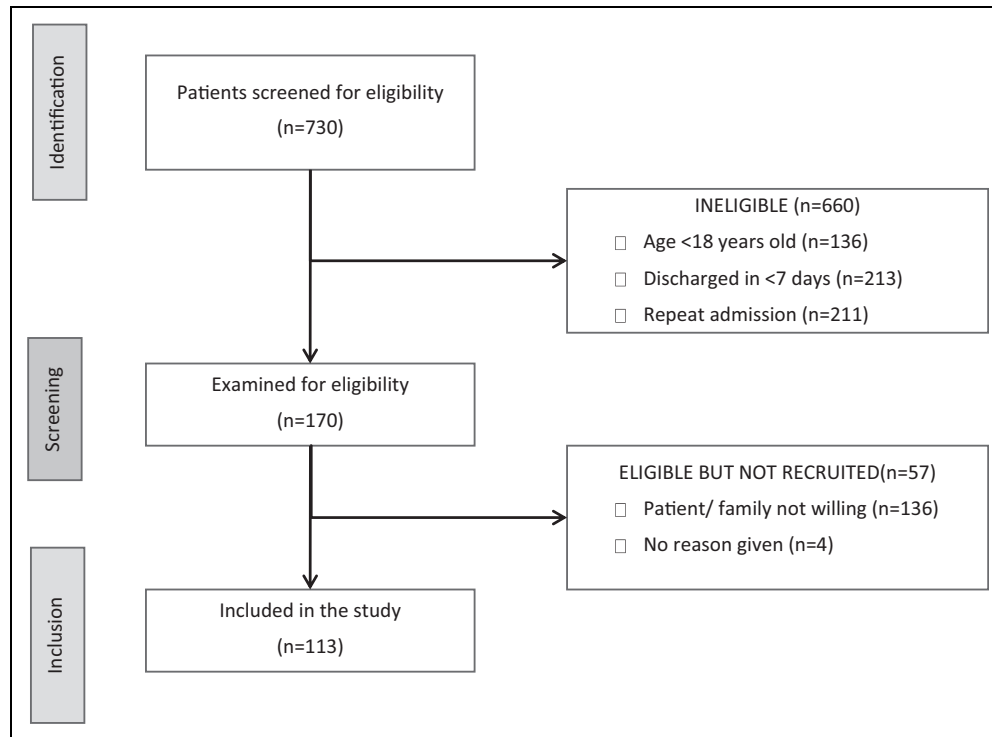 Identification
Patients screened for eligibility
(n=730)
INELIGIBLE (n=660)
□ Age <18 years old (n=136)
□ Discharged in <7 days (n=213)
□ Repeat admission (n=211)
Screening
Examined for eligibility
(n=170)
ELIGIBLE BUT NOT RECRUITED(n=57)
□ Patient/ family not willing (n=136)
□ No reason given (n=4)
Inclusion
Included in the study
(n=113)